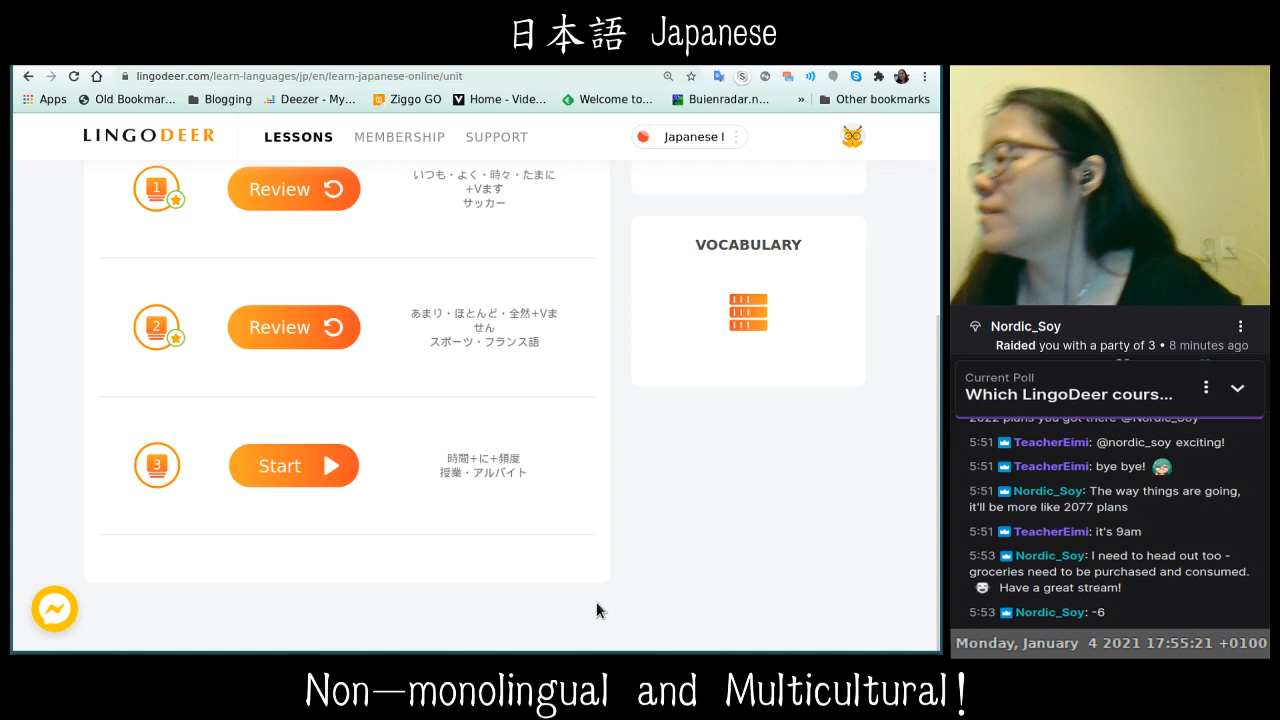 日本語 Japanese
lingodeer.com/learn-languages/jp/en/learn-japanese-online/unit
Apps Old Bookmar... Blogging Deezer - My... Ziggo GO Home - Vide... Welcome to... Buienradar.n... » Other bookmarks
LINGODEER LESSONS MEMBERSHIP SUPPORT Japanese I
1 Review いつも・よく・時々・たまに
+Vます
サッカー
2 Review あまり・ほとんど・全然+Vま
せん
スポーツ・フランス語
3 Start 時間+に+頻度
授業・アルバイト
VOCABULARY
Nordic_Soy
Raided you with a party of 3 • 8 minutes ago
Current Poll
Which LingoDeer cours...
2022 plans you got there @Nordic_Soy
5:51 TeacherEimi: @nordic_soy exciting!
5:51 TeacherEimi: bye bye!
5:51 Nordic_Soy: The way things are going,
it'll be more like 2077 plans
5:51 TeacherEimi: it's 9am
5:53 Nordic_Soy: I need to head out too -
groceries need to be purchased and consumed.
Have a great stream!
5:53 Nordic_Soy: -6
Monday, January 4 2021 17:55:21 +0100
Non-monolingual and Multicultural!